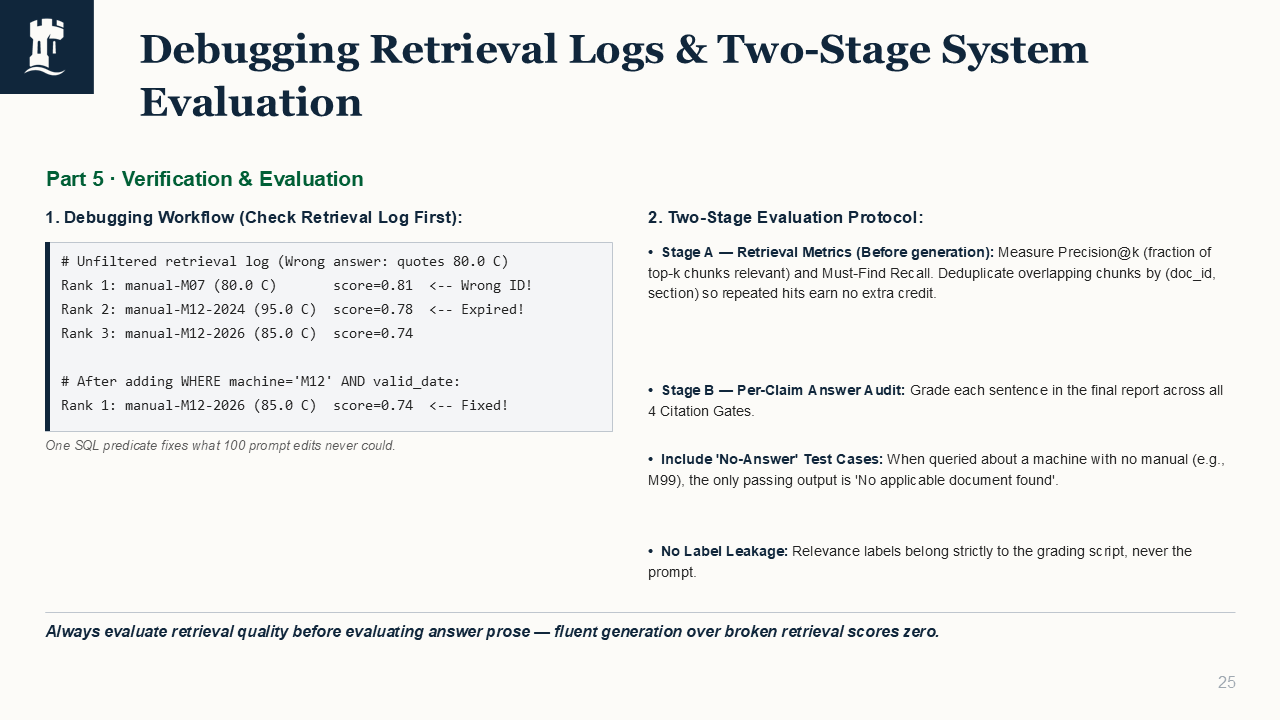 Debugging Retrieval Logs & Two-Stage System
Evaluation
Part 5 · Verification & Evaluation
1. Debugging Workflow (Check Retrieval Log First):
# Unfiltered retrieval log (Wrong answer: quotes 80.0 C)
Rank 1: manual-M07 (80.0 C)       score=0.81  <-- Wrong ID!
Rank 2: manual-M12-2024 (95.0 C)  score=0.78  <-- Expired!
Rank 3: manual-M12-2026 (85.0 C)  score=0.74
# After adding WHERE machine='M12' AND valid_date:
Rank 1: manual-M12-2026 (85.0 C)  score=0.74  <-- Fixed!
One SQL predicate fixes what 100 prompt edits never could.
2. Two-Stage Evaluation Protocol:
• Stage A — Retrieval Metrics (Before generation): Measure Precision@k (fraction of
top-k chunks relevant) and Must-Find Recall. Deduplicate overlapping chunks by (doc_id,
section) so repeated hits earn no extra credit.
• Stage B — Per-Claim Answer Audit: Grade each sentence in the final report across all
4 Citation Gates.
• Include 'No-Answer' Test Cases: When queried about a machine with no manual (e.g.,
M99), the only passing output is 'No applicable document found'.
• No Label Leakage: Relevance labels belong strictly to the grading script, never the
prompt.
Always evaluate retrieval quality before evaluating answer prose — fluent generation over broken retrieval scores zero.
25